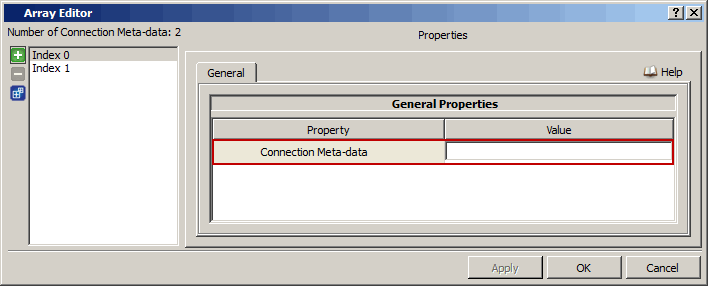 Array Editor
Number of Connection Meta-data: 2
Index 0
Index 1
Properties
General
Help
General Properties
Property Value
Connection Meta-data
Apply OK Cancel